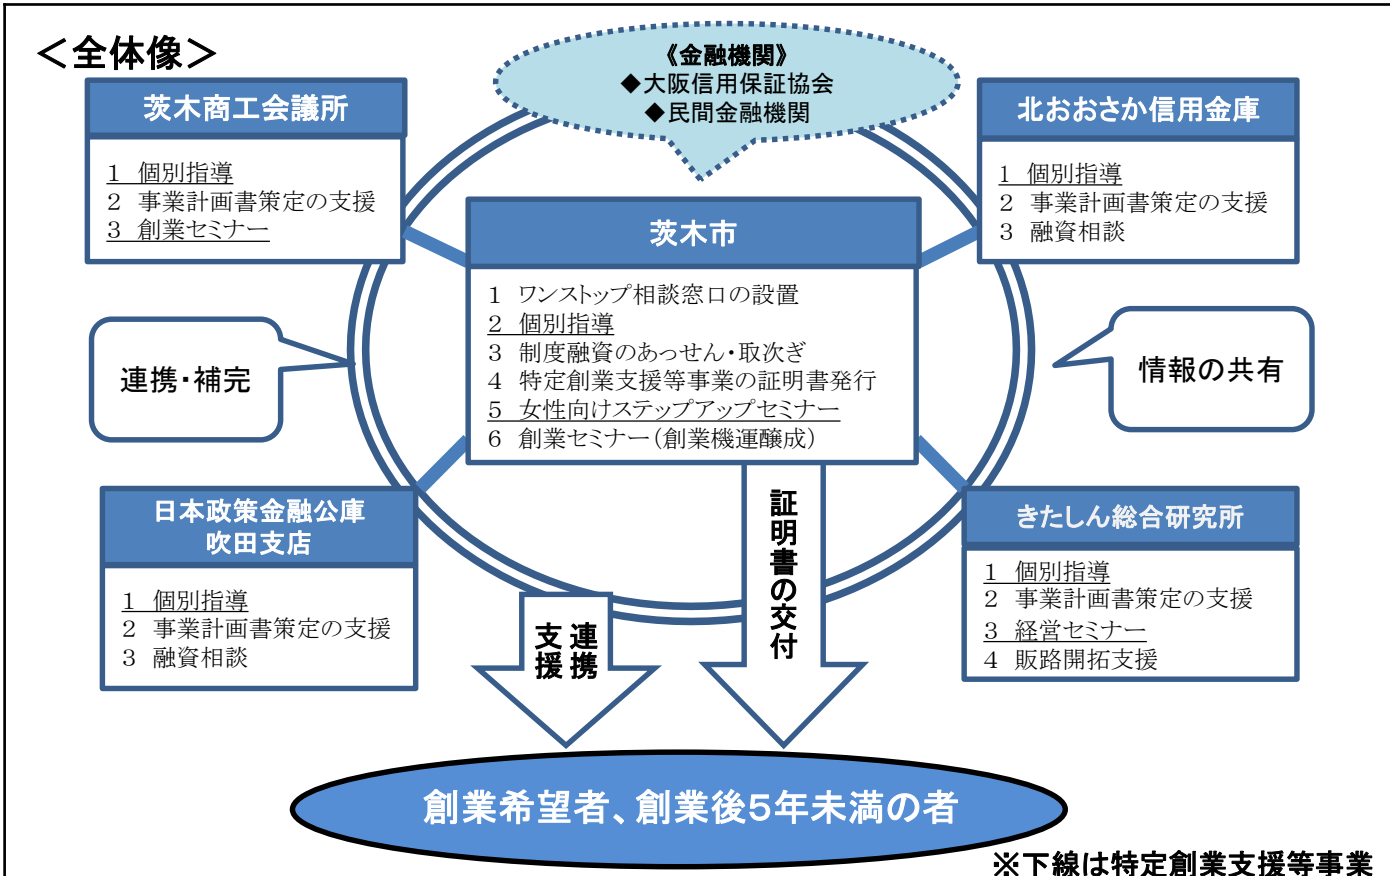 ＜全体像＞
《金融機関》
◆大阪信用保証協会
◆民間金融機関
茨木商工会議所
1 個別指導
2 事業計画書策定の支援
3 創業セミナー
北おおさか信用金庫
1 個別指導
2 事業計画書策定の支援
3 融資相談
茨木市
1 ワンストップ相談窓口の設置
2 個別指導
3 制度融資のあっせん・取次ぎ
4 特定創業支援等事業の証明書発行
5 女性向けステップアップセミナー
6 創業セミナー（創業機運醸成）
連携・補完
情報の共有
日本政策金融公庫
吹田支店
1 個別指導
2 事業計画書策定の支援
3 融資相談
きたしん総合研究所
1 個別指導
2 事業計画書策定の支援
3 経営セミナー
4 販路開拓支援
連携
支援
証明書の交付
創業希望者、創業後5年未満の者
※下線は特定創業支援等事業